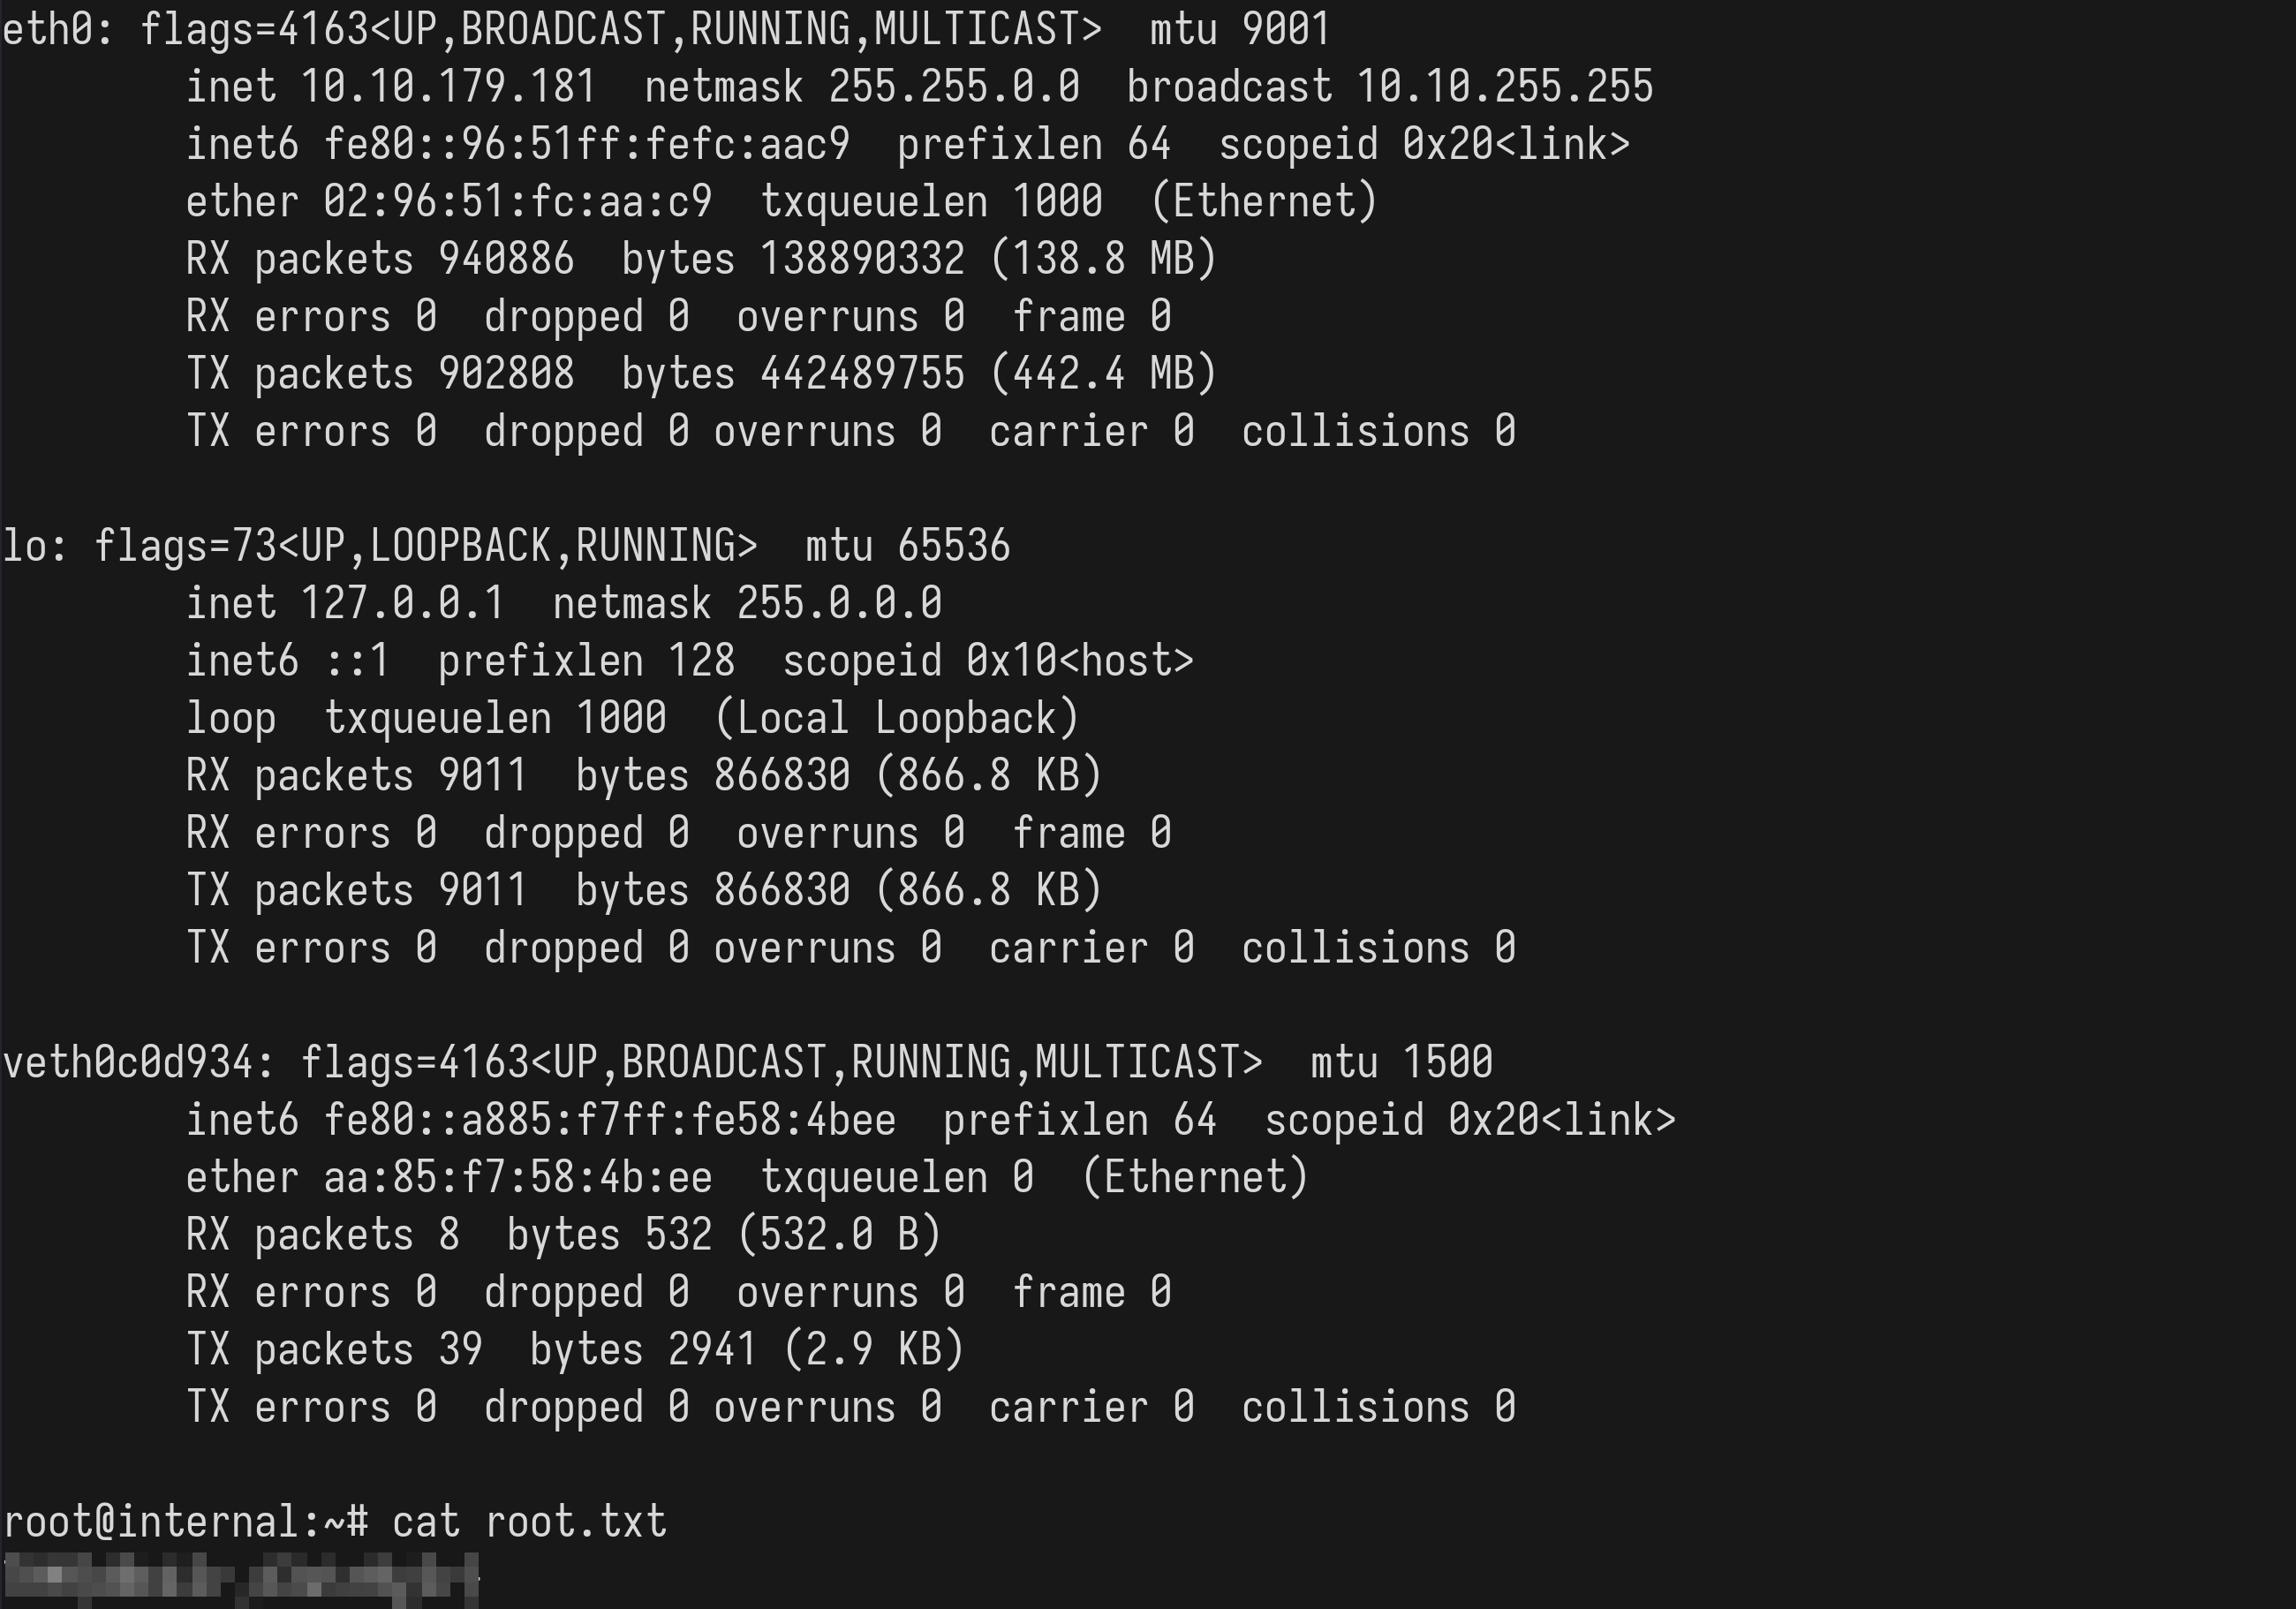 eth0: flags=4163<UP,BROADCAST,RUNNING,MULTICAST>  mtu 9001
        inet 10.10.179.181  netmask 255.255.0.0  broadcast 10.10.255.255
        inet6 fe80::96:51ff:fefc:aac9  prefixlen 64  scopeid 0x20<link>
        ether 02:96:51:fc:aa:c9  txqueuelen 1000  (Ethernet)
        RX packets 940886  bytes 138890332 (138.8 MB)
        RX errors 0  dropped 0  overruns 0  frame 0
        TX packets 902808  bytes 442489755 (442.4 MB)
        TX errors 0  dropped 0 overruns 0  carrier 0  collisions 0

lo: flags=73<UP,LOOPBACK,RUNNING>  mtu 65536
        inet 127.0.0.1  netmask 255.0.0.0
        inet6 ::1  prefixlen 128  scopeid 0x10<host>
        loop  txqueuelen 1000  (Local Loopback)
        RX packets 9011  bytes 866830 (866.8 KB)
        RX errors 0  dropped 0  overruns 0  frame 0
        TX packets 9011  bytes 866830 (866.8 KB)
        TX errors 0  dropped 0 overruns 0  carrier 0  collisions 0

veth0c0d934: flags=4163<UP,BROADCAST,RUNNING,MULTICAST>  mtu 1500
        inet6 fe80::a885:f7ff:fe58:4bee  prefixlen 64  scopeid 0x20<link>
        ether aa:85:f7:58:4b:ee  txqueuelen 0  (Ethernet)
        RX packets 8  bytes 532 (532.0 B)
        RX errors 0  dropped 0  overruns 0  frame 0
        TX packets 39  bytes 2941 (2.9 KB)
        TX errors 0  dropped 0 overruns 0  carrier 0  collisions 0

root@internal:~# cat root.txt